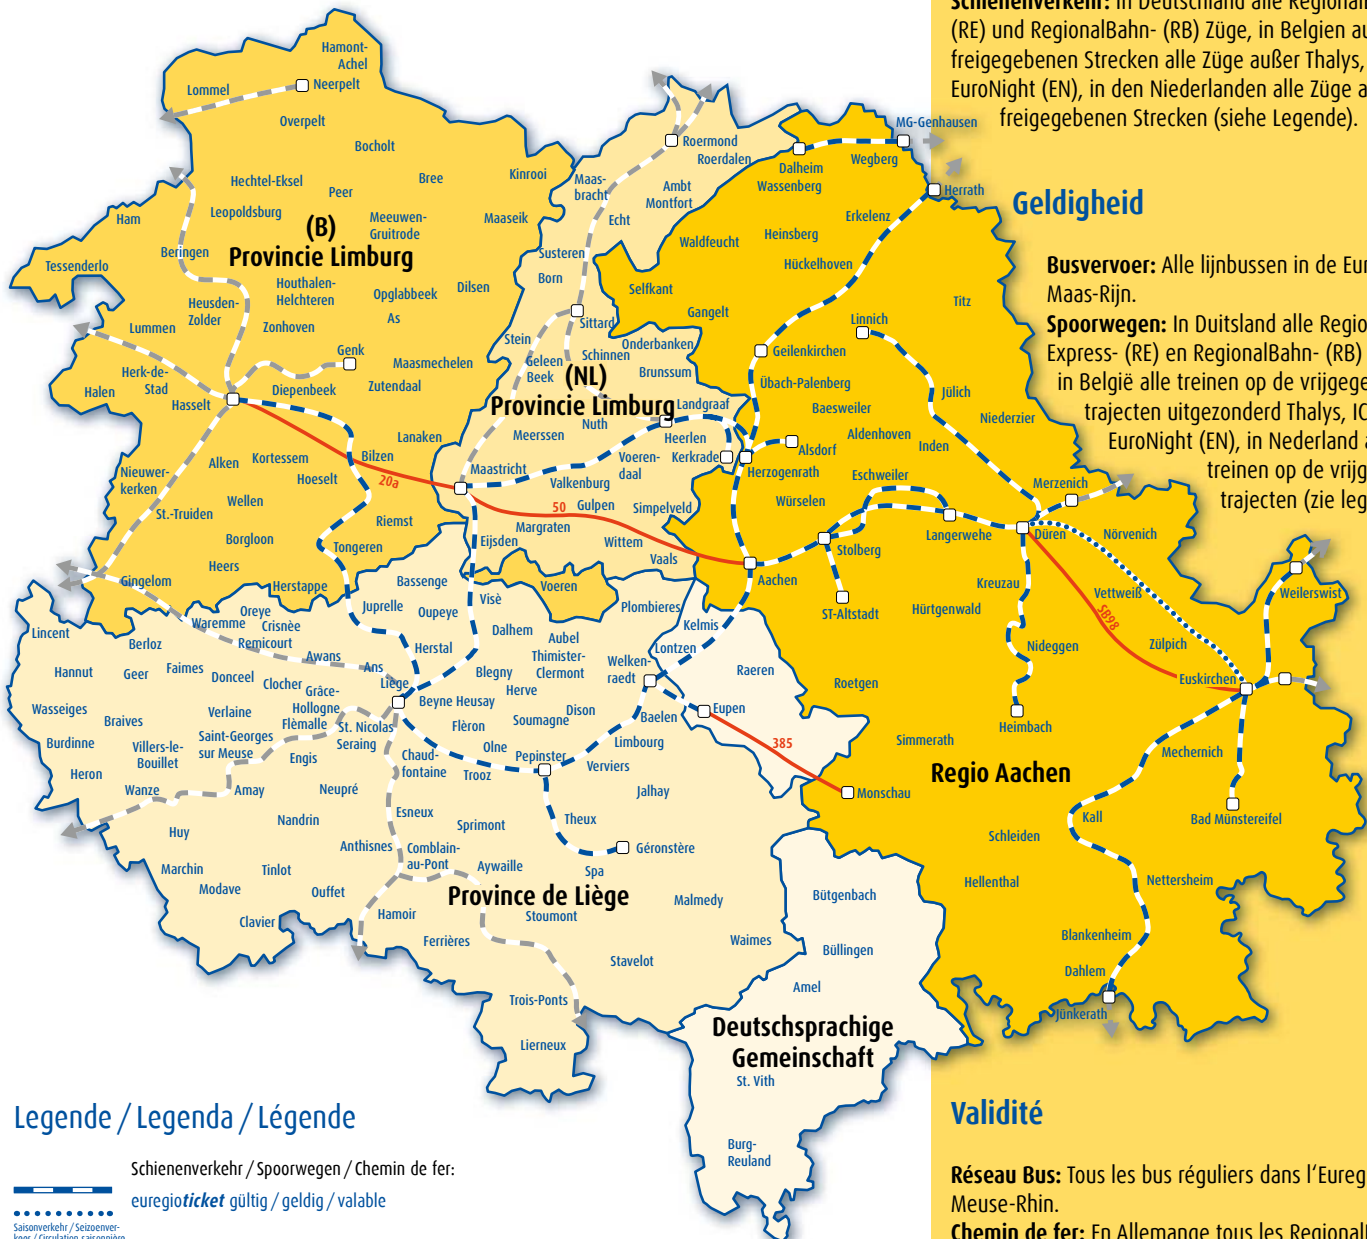 Schienenverkehr: In Deutschland alle Regional
(RE) und RegionalBahn- (RB) Züge, in Belgien au
freigegebenen Strecken alle Züge außer Thalys,
EuroNight (EN), in den Niederlanden alle Züge a
freigegebenen Strecken (siehe Legende).
Geldigheid
Busvervoer: Alle lijnbussen in de Eur
Maas-Rijn.
Spoorwegen: In Duitsland alle Regio
Express- (RE) en RegionalBahn- (RB)
in België alle treinen op de vrijgege
trajecten uitgezonderd Thalys, IC
EuroNight (EN), in Nederland a
treinen op de vrijg
trajecten (zie leg
Hamont-
Achel
Neerpelt
Lommel
Overpelt
Bocholt
Hechtel-Eksel
Peer
Bree
Kinrooi
Ham
Leopoldsburg
(B)
Provincie Limburg
Meeuwen-
Gruitrode
Maaseik
Beringen
Tessenderlo
Houthalen-
Helchteren
Opglabbeek
Dilsen
Heusden-
Zolder
As
Lummen
Zonhoven
Genk
Maasmechelen
Herk-de-
Stad
Halen
Hasselt
Diepenbeek
Zutendaal
Lanaken
Bilzen
20a
Nieuwer-
kerken
Alken
Kortessem
Hoeselt
Wellen
St.-Truiden
Riemst
Borgloon
Tongeren
Heers
Gingelom
Herstappe
Roermond
Roerdalen
Maas-
bracht
Ambt
Montfort
Echt
Susteren
Born
Sittard
Stein
Onderbanken
Geleen
Beek
Schinnen
Brunssum
(NL)
Provincie Limburg
Landgraaf
Nuth
Meerssen
Heerlen
Maastricht
Voeren-
daal
Kerkrade
Valkenburg
50
Gulpen
Simpelveld
Margraten
Eijsden
Wittem
Vaals
Voeren
MG-Genhausen
Dalheim
Wegberg
Wassenberg
Herrath
Erkelenz
Waldfeucht
Heinsberg
Hückelhoven
Selfkant
Titz
Gangelt
Linnich
Geilenkirchen
Übach-Palenberg
Jülich
Baesweiler
Niederzier
Aldenhoven
Alsdorf
Inden
Herzogenrath
Eschweiler
Merzenich
Würselen
Stolberg
Langerwehe
Düren
Nörvenich
Aachen
Kreuzau
Vettweiß
Weilerswist
ST-Altstadt
Hürtgenwald
SB98
Nideggen
Zülpich
Roetgen
Euskirchen
Heimbach
Simmerath
Mechernich
Regio Aachen
Monschau
Kall
Bad Münstereifel
Schleiden
Hellenthal
Nettersheim
Blankenheim
Dahlem
Jünkerath
Bassenge
Visè
Plombieres
Oreye
Juprelle
Oupeye
Waremme
Crisnèe
Kelmis
Lincent
Remicourt
Dalhem
Aubel
Berloz
Herstal
Thimister-
Clermont
Lontzen
Awans
Welken-
raedt
Hannut
Geer
Faimes
Donceel
Ans
Blegny
Raeren
Clocher
Grâce-
Hollogne
Liège
Herve
Wasseiges
Verlaine
Beyne Heusay
Dison
Baelen
Eupen
Braives
Flèmalle
St. Nicolas
Flèron
Soumagne
Burdinne
Villers-le-
Bouillet
Saint-Georges
sur Meuse
Seraing
Olne
Limbourg
385
Engis
Chaud-
fontaine
Pepinster
Heron
Trooz
Verviers
Wanze
Amay
Neupré
Jalhay
Esneux
Theux
Nandrin
Sprimont
Huy
Anthisnes
Comblain-
au-Pont
Géronstère
Marchin
Tinlot
Aywaille
Spa
Modave
Ouffet
Province de Liège
Malmedy
Bütgenbach
Clavier
Hamoir
Stoumont
Ferrières
Waimes
Büllingen
Stavelot
Amel
Trois-Ponts
Deutschsprachige
Gemeinschaft
Lierneux
St. Vith
Burg-
Reuland
Legende / Legenda / Légende
Schienenverkehr / Spoorwegen / Chemin de fer:
euregioticket gültig / geldig / valable
Saisonverkehr / Seizoenver-
keer / Circulation saisonnière
Validité
Réseau Bus: Tous les bus réguliers dans l‘Eureg
Meuse-Rhin.
Chemin de fer: En Allemange tous les Regional